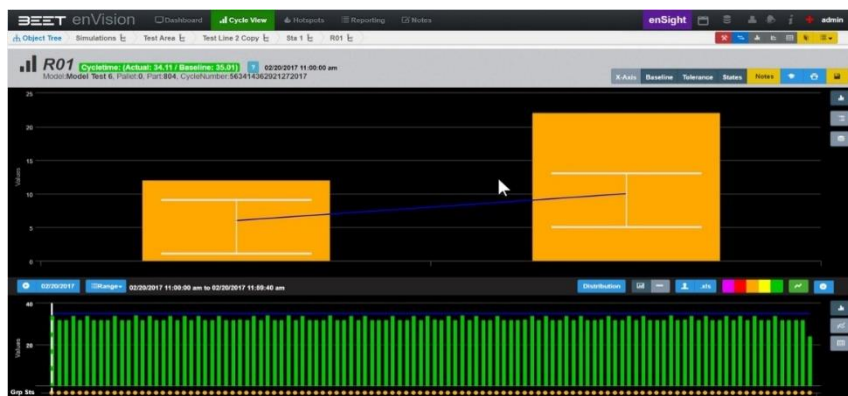 BEET enVision Dashboard Cycle View Hotspots Reporting Notes enSight i admin
Object Tree Simulations Test Area Test Line 2 Copy Sta 1 R01
R01 Cycletime: (Actual: 34.11 / Baseline: 35.01) ? 02/20/2017 11:00:00 am
Model:Model Test 6, Pallet:0, Part:804, CycleNumber:563414362021272017
X-Axis Baseline Tolerance States Notes
25
20
15
Values
10
5
0
02/20/2017 Range 02/20/2017 11:00:00 am to 02/20/2017 11:59:40 am Distribution .xls
40
Values
20
Grp Sts